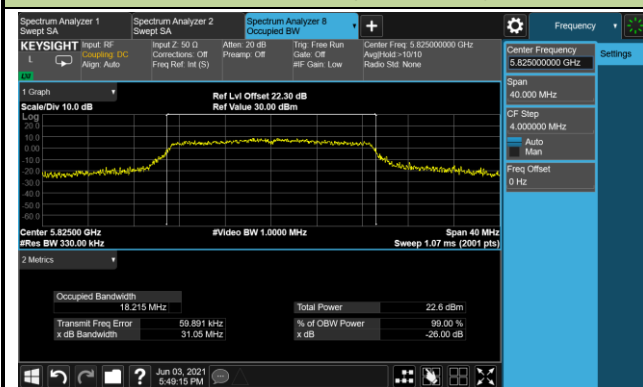 Spectrum Analyzer 1
Swept SA
Spectrum Analyzer 2
Swept SA
Spectrum Analyzer 8
Occupied BW
+
Frequency
KEYSIGHT
L
Input: RF
Coupling: DC
Align: Auto
Input Z: 50 Ω
Corrections: Off
Freq Ref: Int (S)
Atten: 20 dB
Preamp: Off
Trig: Free Run
Gate: Off
#IF Gain: Low
Center Freq: 5.825000000 GHz
Avg|Hold:>10/10
Radio Std: None
Center Frequency
5.825000000 GHz
Settings
Span
40.000 MHz
CF Step
4.000000 MHz
Auto
Man
Freq Offset
0 Hz
1 Graph
Scale/Div 10.0 dB
Ref Lvl Offset 22.30 dB
Ref Value 30.00 dBm
Log
20.0
10.0
0.00
-10.0
-20.0
-30.0
-40.0
-50.0
-60.0
Center 5.82500 GHz
#Res BW 330.00 kHz
#Video BW 1.0000 MHz
Span 40 MHz
Sweep 1.07 ms (2001 pts)
2 Metrics
Occupied Bandwidth
18.215 MHz
Total Power 22.6 dBm
Transmit Freq Error 59.891 kHz
% of OBW Power 99.00 %
x dB Bandwidth 31.05 MHz
x dB -26.00 dB
?
Jun 03, 2021
5:49:15 PM